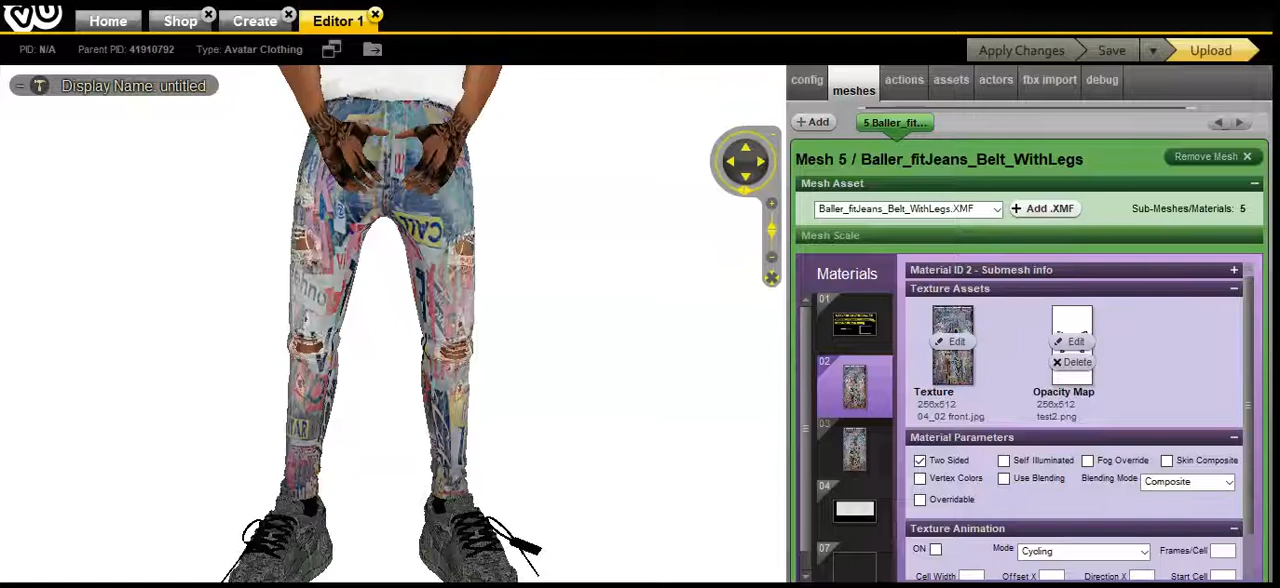 Home
Shop
Create
Editor 1
PID: N/A Parent PID: 41910792 Type: Avatar Clothing
Apply Changes Save Upload
Display Name: untitled
config meshes actions assets actors fbx import debug
+ Add
5 Baller_fit...
Mesh 5 / Baller_fitJeans_Belt_WithLegs
Remove Mesh
Mesh Asset
Baller_fitJeans_Belt_WithLegs.XMF
+ Add .XMF
Sub-Meshes/Materials: 5
Mesh Scale
Materials
01
02
03
04
07
Material ID 2 - Submesh info
Texture Assets
Edit
Edit
Delete
Texture
256x512
04_02 front.jpg
Opacity Map
256x512
test2.png
Material Parameters
Two Sided Self Illuminated Fog Override Skin Composite
Vertex Colors Use Blending Blending Mode Composite
Overridable
Texture Animation
ON Mode Cycling Frames/Cell
Cell Width Offset X Direction X Start Cell